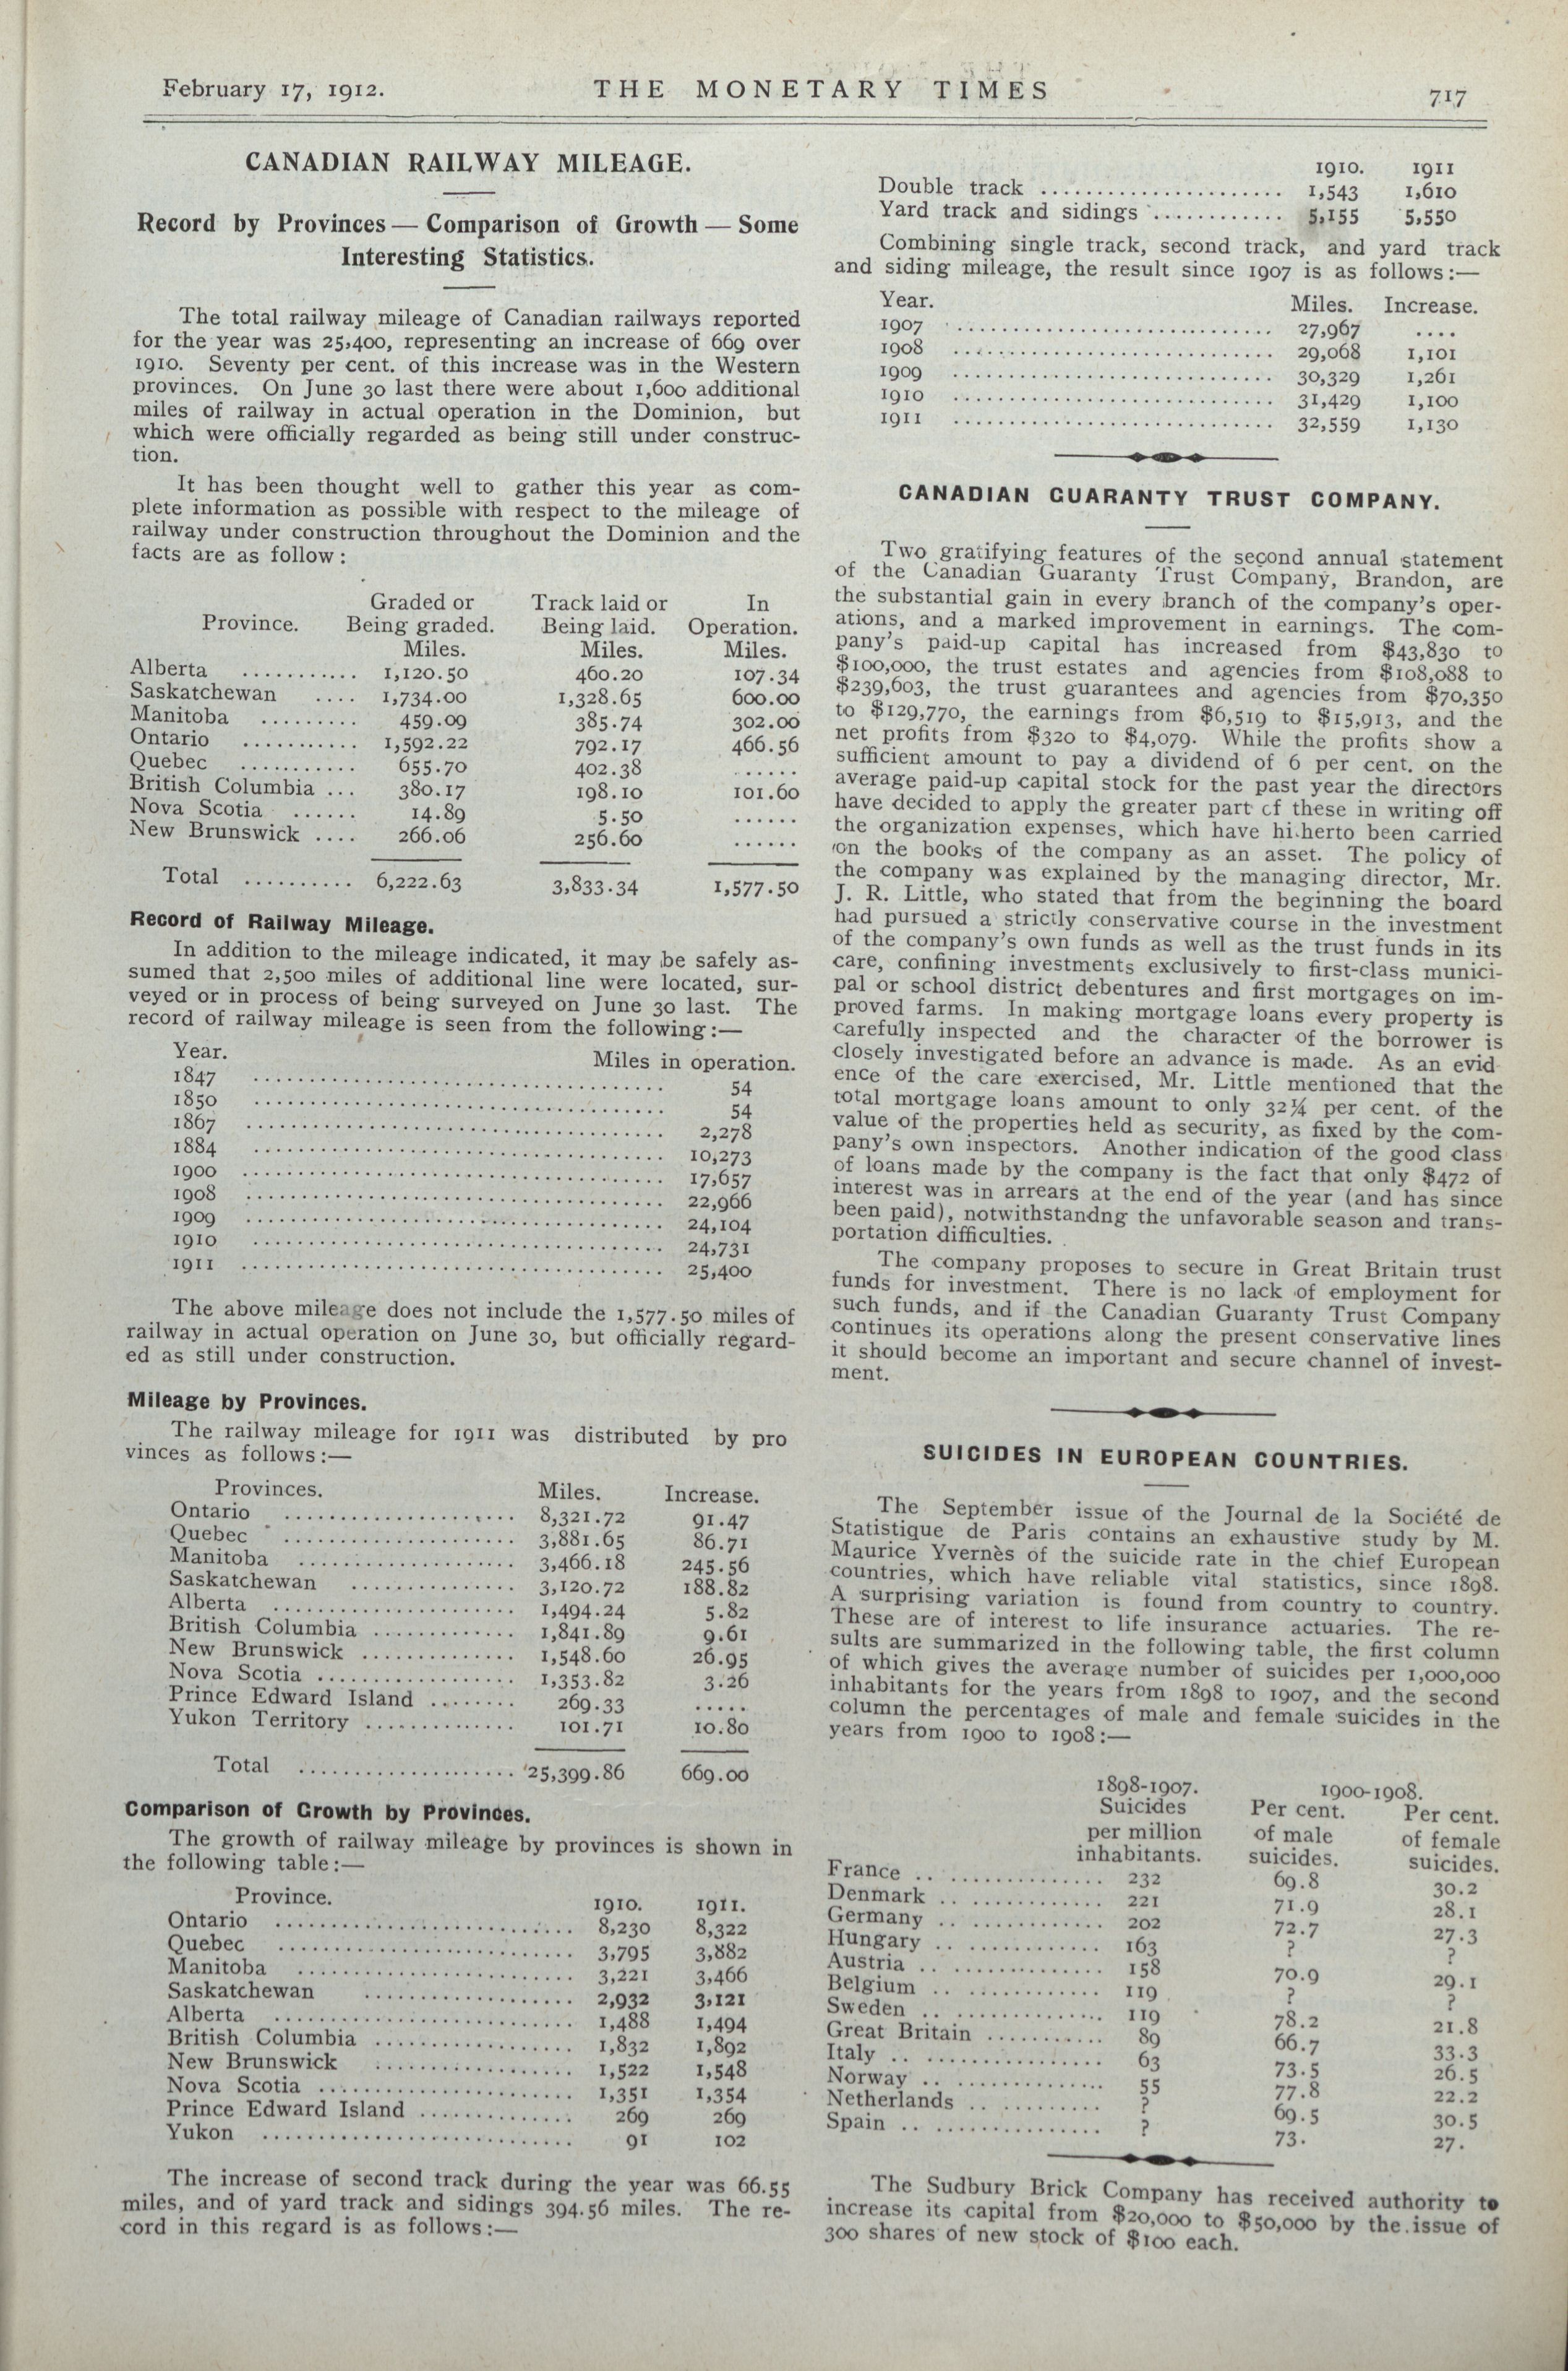 February 17, 1912.
THE MONETARY TIMES
717
CANADIAN RAILWAY MILEAGE.
Record by Provinces — Comparison of Growth — Some
Interesting Statistics.
The total railway mileage of Canadian railways reported
for the year was 25,400, representing an increase of 669 over
1910. Seventy per cent. of this increase was in the Western
provinces. On June 30 last there were about 1,600 additional
miles of railway in actual operation in the Dominion, but
which were officially regarded as being still under construc-
tion.
It has been thought well to gather this year as com-
plete information as possible with respect to the mileage of
railway under construction throughout the Dominion and the
facts are as follow:
Graded or Track laid or In
Province. Being graded. Being laid. Operation.
Miles. Miles. Miles.
Alberta ........... 1,120.50 460.20 107.34
Saskatchewan .... 1,734.00 1,328.65 600.00
Manitoba ......... 459.09 385.74 302.00
Ontario ........... 1,592.22 792.17 466.56
Quebec ........... 655.70 402.38 ......
British Columbia ... 380.17 198.10 101.60
Nova Scotia ...... 14.89 5.50 ......
New Brunswick .... 266.06 256.60 ......
Total .......... 6,222.63 3,833.34 1,577.50
Record of Railway Mileage.
In addition to the mileage indicated, it may be safely as-
sumed that 2,500 miles of additional line were located, sur-
veyed or in process of being surveyed on June 30 last. The
record of railway mileage is seen from the following:—
Year. Miles in operation.
1847 .................................... 54
1850 .................................... 54
1867 .................................... 2,278
1884 .................................... 10,273
1900 .................................... 17,657
1908 .................................... 22,966
1909 .................................... 24,104
1910 .................................... 24,731
1911 .................................... 25,400
The above mileage does not include the 1,577.50 miles of
railway in actual operation on June 30, but officially regard-
ed as still under construction.
Mileage by Provinces.
The railway mileage for 1911 was distributed by pro
vinces as follows:—
Provinces. Miles. Increase.
Ontario .................... 8,321.72 91.47
Quebec .................... 3,881.65 86.71
Manitoba ................... 3,466.18 245.56
Saskatchewan .............. 3,120.72 188.82
Alberta ..................... 1,494.24 5.82
British Columbia ............. 1,841.89 9.61
New Brunswick .............. 1,548.60 26.95
Nova Scotia .................. 1,353.82 3.26
Prince Edward Island ........ 269.33 .....
Yukon Territory .............. 101.71 10.80
Total ................... 25,399.86 669.00
Comparison of Growth by Provinces.
The growth of railway mileage by provinces is shown in
the following table:—
Province. 1910. 1911.
Ontario .......................... 8,230 8,322
Quebec .......................... 3,795 3,882
Manitoba ........................ 3,221 3,466
Saskatchewan ................... 2,932 3,121
Alberta .......................... 1,488 1,494
British Columbia .................. 1,832 1,892
New Brunswick .................. 1,522 1,548
Nova Scotia ....................... 1,351 1,354
Prince Edward Island .............. 269 269
Yukon ............................ 91 102
The increase of second track during the year was 66.55
miles, and of yard track and sidings 394.56 miles. The re-
cord in this regard is as follows:—
1910. 1911
Double track ...................... 1,543 1,610
Yard track and sidings ............ 5,155 5,550
Combining single track, second track, and yard track
and siding mileage, the result since 1907 is as follows:—
Year. Miles. Increase.
1907 ............................. 27,967 ....
1908 ............................. 29,068 1,101
1909 ............................. 30,329 1,261
1910 ............................. 31,429 1,100
1911 ............................. 32,559 1,130
CANADIAN GUARANTY TRUST COMPANY.
Two gratifying features of the second annual statement
of the Canadian Guaranty Trust Company, Brandon, are
the substantial gain in every branch of the company's oper-
ations, and a marked improvement in earnings. The com-
pany's paid-up capital has increased from $43,830 to
$100,000, the trust estates and agencies from $108,088 to
$239,603, the trust guarantees and agencies from $70,350
to $129,770, the earnings from $6,519 to $15,913, and the
net profits from $320 to $4,079. While the profits show a
sufficient amount to pay a dividend of 6 per cent. on the
average paid-up capital stock for the past year the directors
have decided to apply the greater part of these in writing off
the organization expenses, which have hi.herto been carried
on the books of the company as an asset. The policy of
the company was explained by the managing director, Mr.
J. R. Little, who stated that from the beginning the board
had pursued a strictly conservative course in the investment
of the company's own funds as well as the trust funds in its
care, confining investments exclusively to first-class munici-
pal or school district debentures and first mortgages on im-
proved farms. In making mortgage loans every property is
carefully inspected and the character of the borrower is
closely investigated before an advance is made. As an evid
ence of the care exercised, Mr. Little mentioned that the
total mortgage loans amount to only 32¼ per cent. of the
value of the properties held as security, as fixed by the com-
pany's own inspectors. Another indication of the good class
of loans made by the company is the fact that only $472 of
interest was in arrears at the end of the year (and has since
been paid), notwithstandng the unfavorable season and trans-
portation difficulties.
The company proposes to secure in Great Britain trust
funds for investment. There is no lack of employment for
such funds, and if the Canadian Guaranty Trust Company
continues its operations along the present conservative lines
it should become an important and secure channel of invest-
ment.
SUICIDES IN EUROPEAN COUNTRIES.
The September issue of the Journal de la Société de
Statistique de Paris contains an exhaustive study by M.
Maurice Yvernès of the suicide rate in the chief European
countries, which have reliable vital statistics, since 1898.
A surprising variation is found from country to country.
These are of interest to life insurance actuaries. The re-
sults are summarized in the following table, the first column
of which gives the average number of suicides per 1,000,000
inhabitants for the years from 1898 to 1907, and the second
column the percentages of male and female suicides in the
years from 1900 to 1908:—
1898-1907. 1900-1908.
Suicides Per cent. Per cent.
per million of male of female
inhabitants. suicides. suicides.
France .. .............. 232 69.8 30.2
Denmark .. ............ 221 71.9 28.1
Germany .. ............ 202 72.7 27.3
Hungary .. ............ 163 ? ?
Austria .. .............. 158 70.9 29.1
Belgium .. ............ 119 ? ?
Sweden .. ............. 119 78.2 21.8
Great Britain ........... 89 66.7 33.3
Italy .. ................ 63 73.5 26.5
Norway .. .............. 55 77.8 22.2
Netherlands .. ......... ? 69.5 30.5
Spain .. ............... ? 73. 27.
The Sudbury Brick Company has received authority to
increase its capital from $20,000 to $50,000 by the issue of
300 shares of new stock of $100 each.